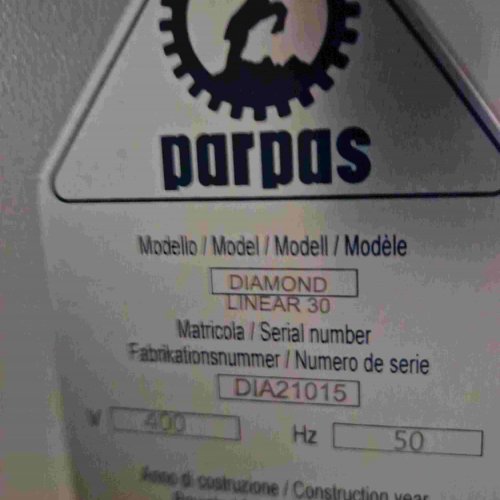 parpas
Modello / Model / Modell / Modèle
DIAMOND
LINEAR 30
Matricola / Serial number
Fabrikationsnummer / Numero de serie
DIA21015
V 400 Hz 50
Anno di costruzione / Construction year